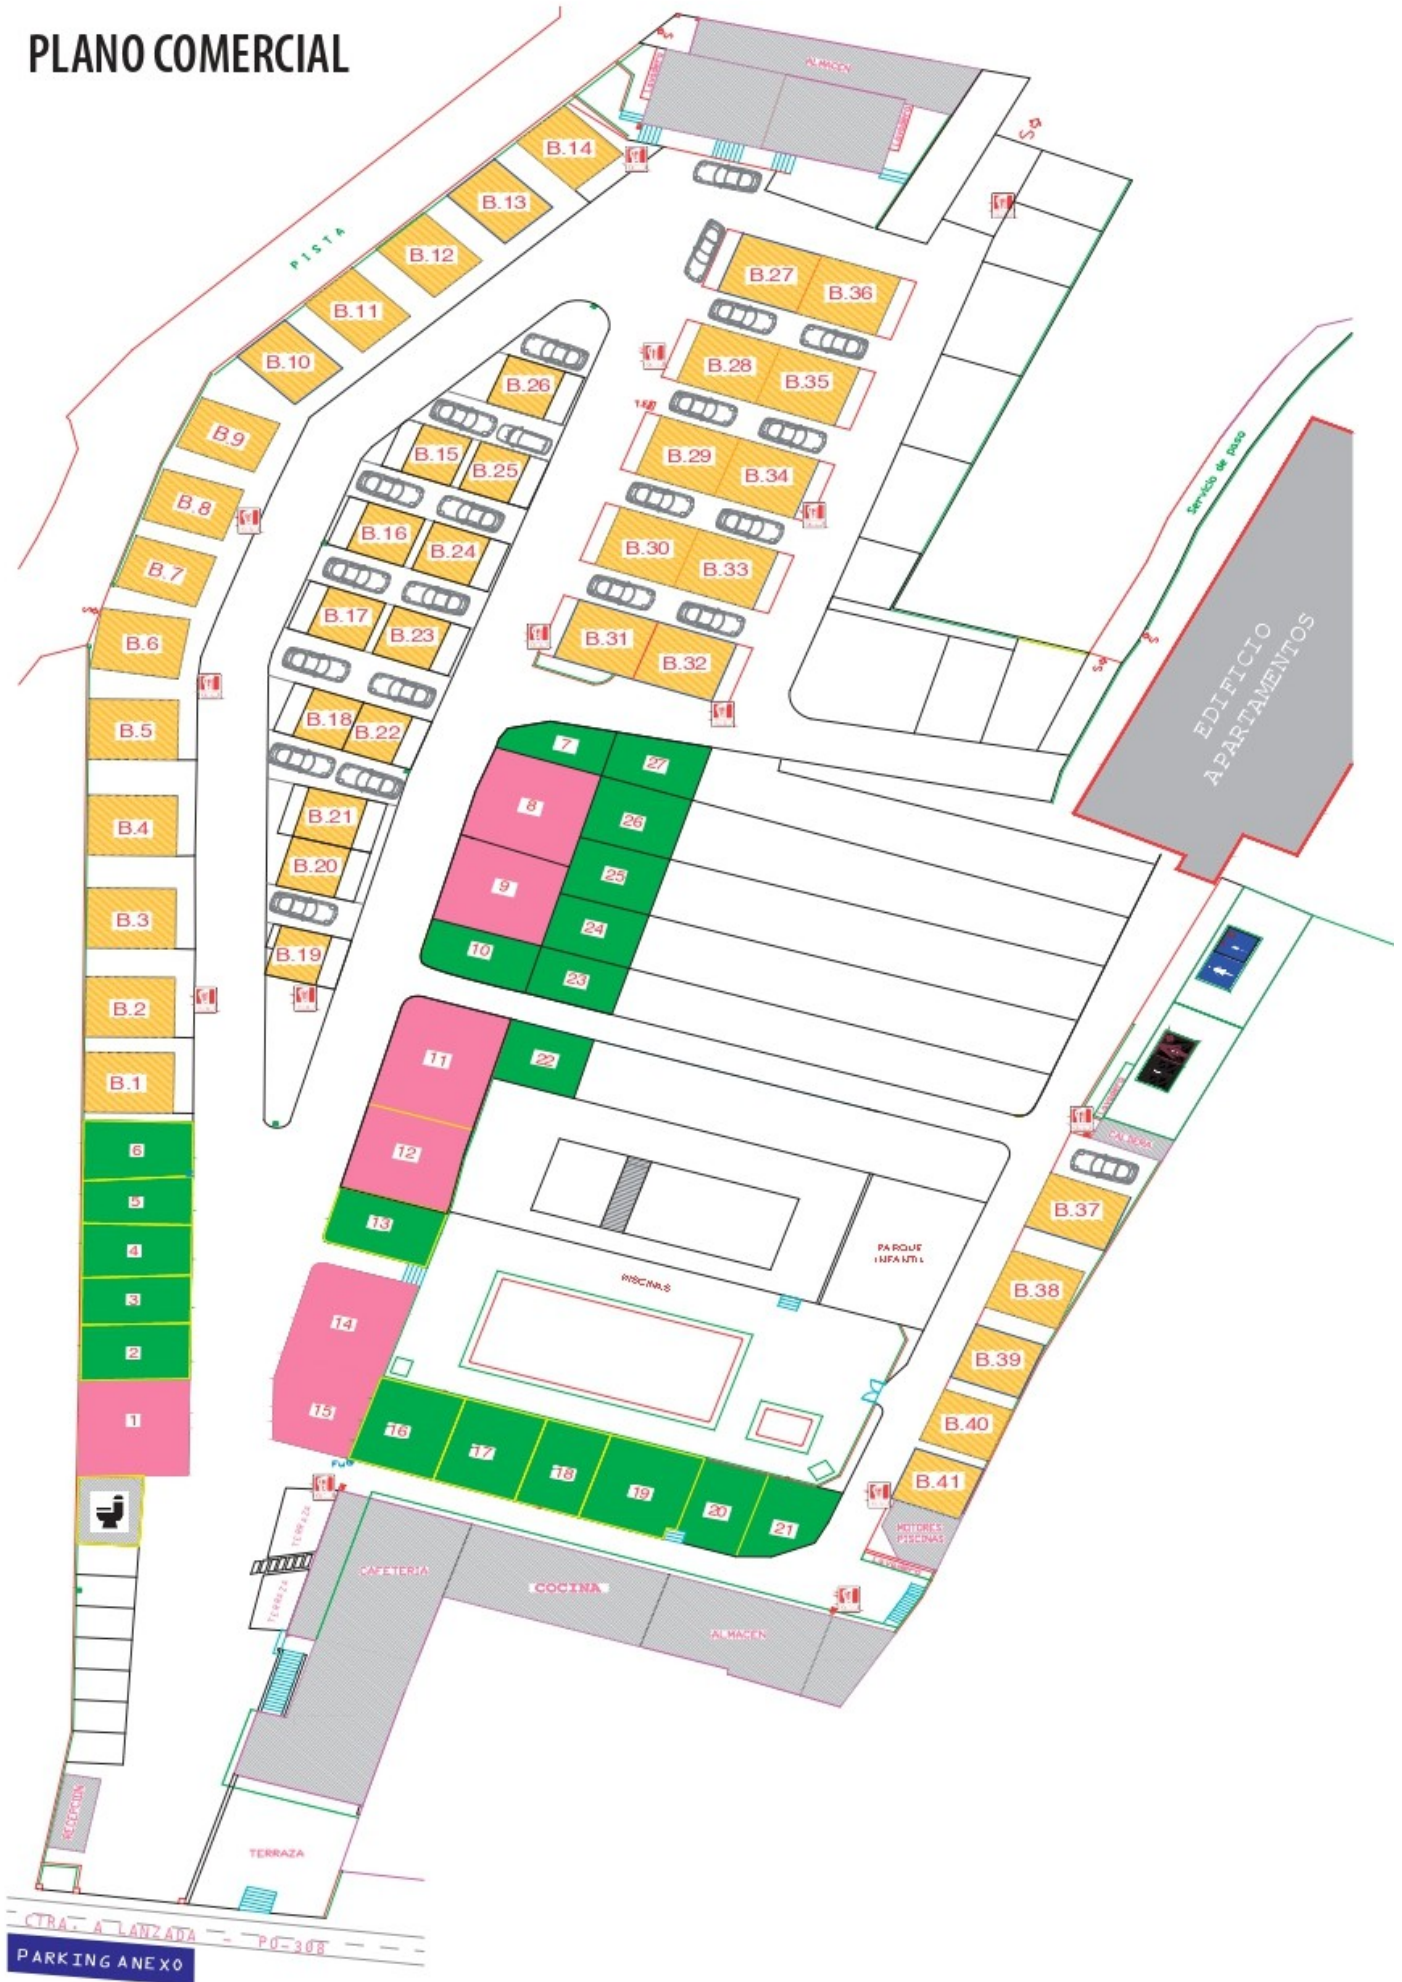 PLANO COMERCIAL
ALMACEN
LAVADERO
LAVADERO
S
S
PISTA
B.14
B.13
B.12
B.11
B.10
B.9
B.8
B.7
B.6
B.5
B.4
B.3
B.2
B.1
B.27
B.36
B.28
B.35
B.29
B.34
B.30
B.33
B.31
B.32
B.26
B.15
B.25
B.16
B.24
B.17
B.23
B.18
B.22
B.21
B.20
B.19
Servicio de paso
S
S
S
EDIFICIO
APARTAMENTOS
7
27
8
26
25
9
24
10
23
11
22
12
13
6
5
4
3
2
1
14
15
16
17
18
19
20
21
PISCINAS
PARQUE
INFANTIL
LAVADERO
CALDERA
B.37
B.38
B.39
B.40
B.41
MOTORES
PISCINAS
LAVADERO
TERRAZA
TERRAZA
CAFETERIA
COCINA
ALMACEN
RECEPCION
TERRAZA
CTRA. A LANZADA - PO-308
PARKING ANEXO